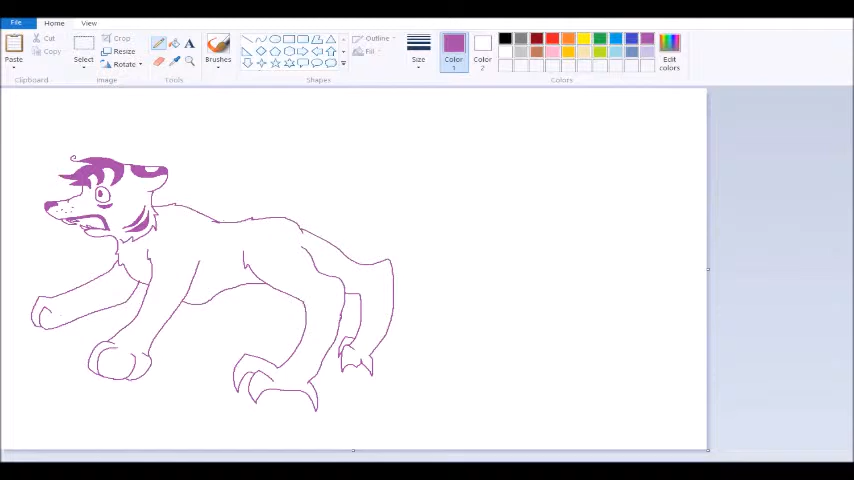 File Home View
Paste Cut Copy Clipboard
Select Crop Resize Rotate Image
Tools
Brushes
Shapes Outline Fill
Size
Color 1
Color 2
Edit colors
Colors